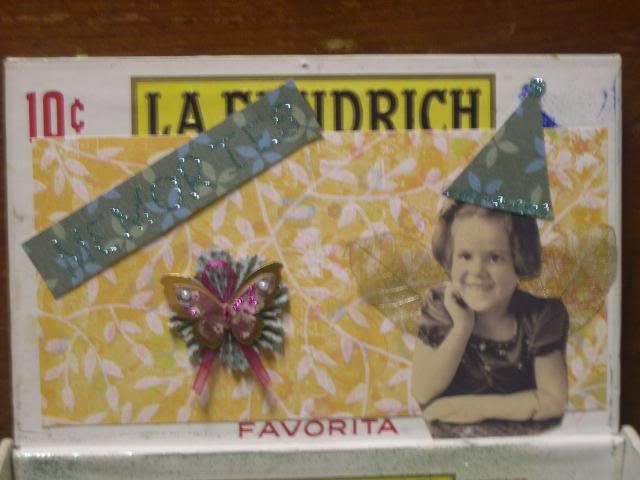 10¢
LA FENDRICH
MEMORIES
FAVORITA